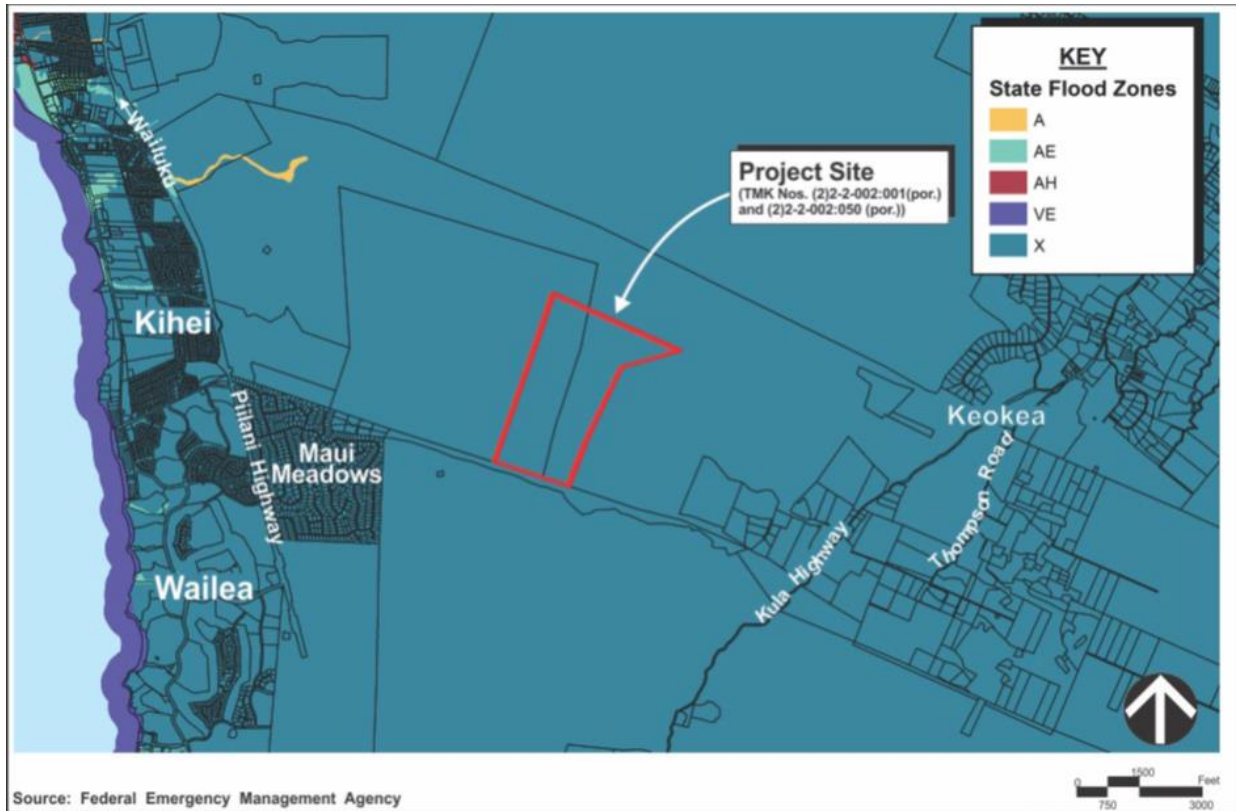 KEY
State Flood Zones
A
AE
AH
VE
X
Project Site
(TMK Nos. (2)2-2-002:001(por.)
and (2)2-2-002:050 (por.))
Wailuku
Kihei
Piilani Highway
Maui
Meadows
Wailea
Keokea
Thompson Road
Kula Highway
Source: Federal Emergency Management Agency
0
1500
Feet
750
3000